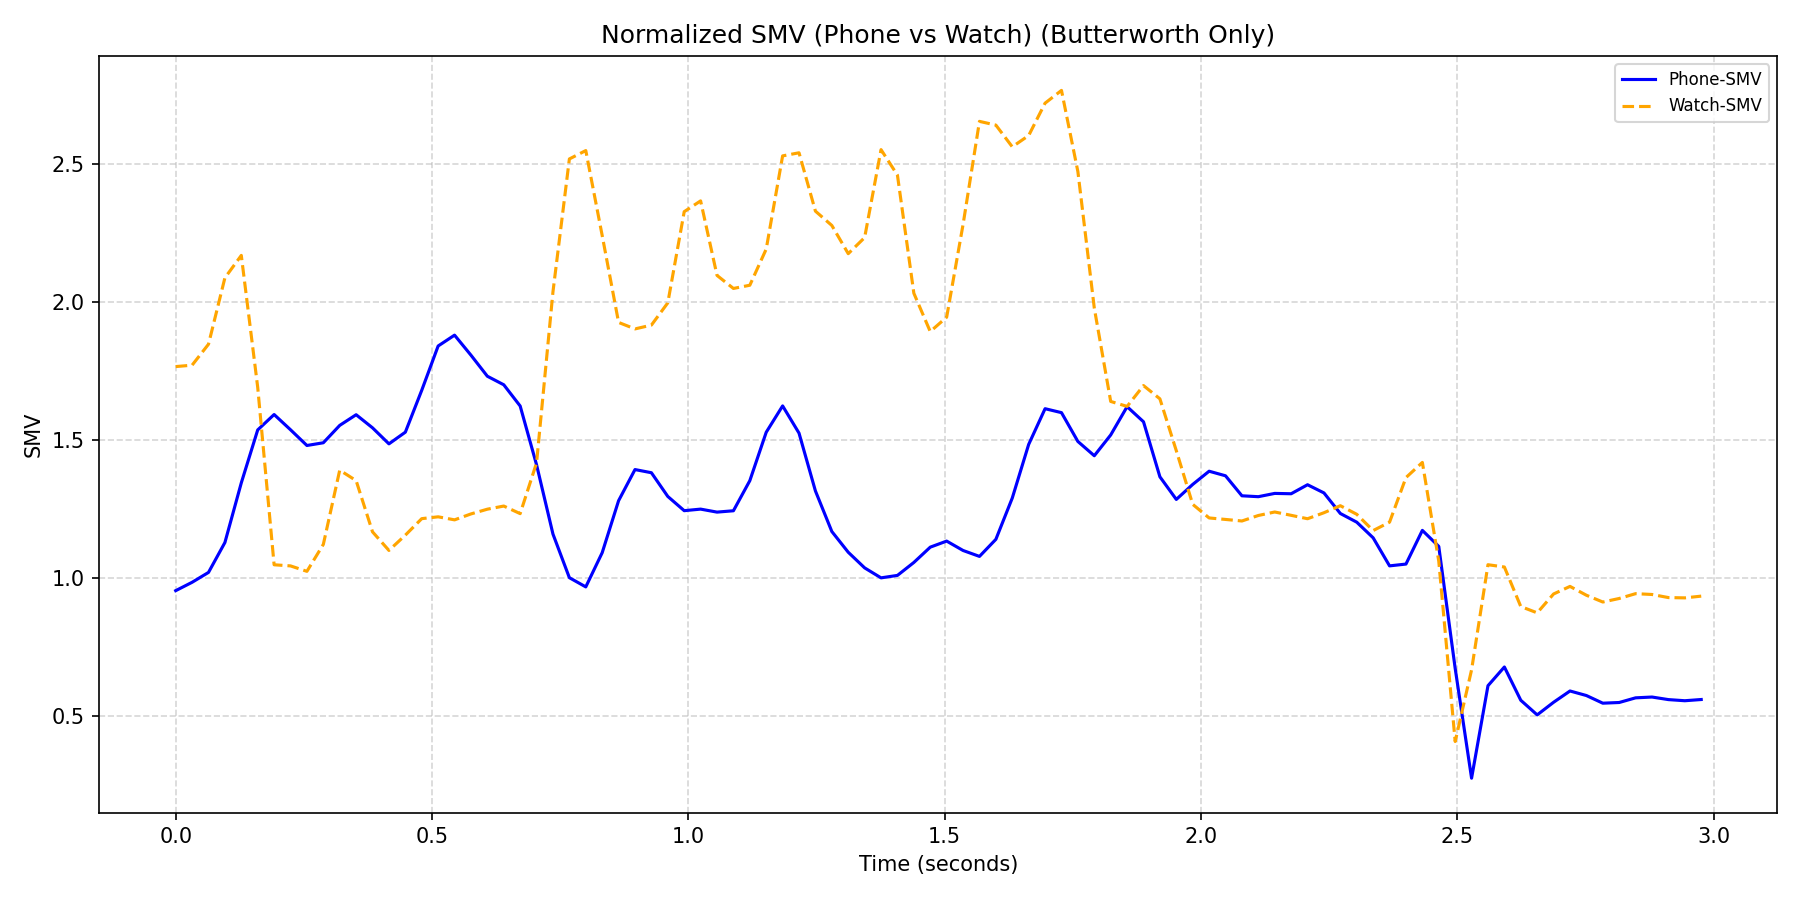 Normalized SMV (Phone vs Watch) (Butterworth Only)
Phone-SMV
Watch-SMV
SMV
2.5
2.0
1.5
1.0
0.5
0.0 0.5 1.0 1.5 2.0 2.5 3.0
Time (seconds)